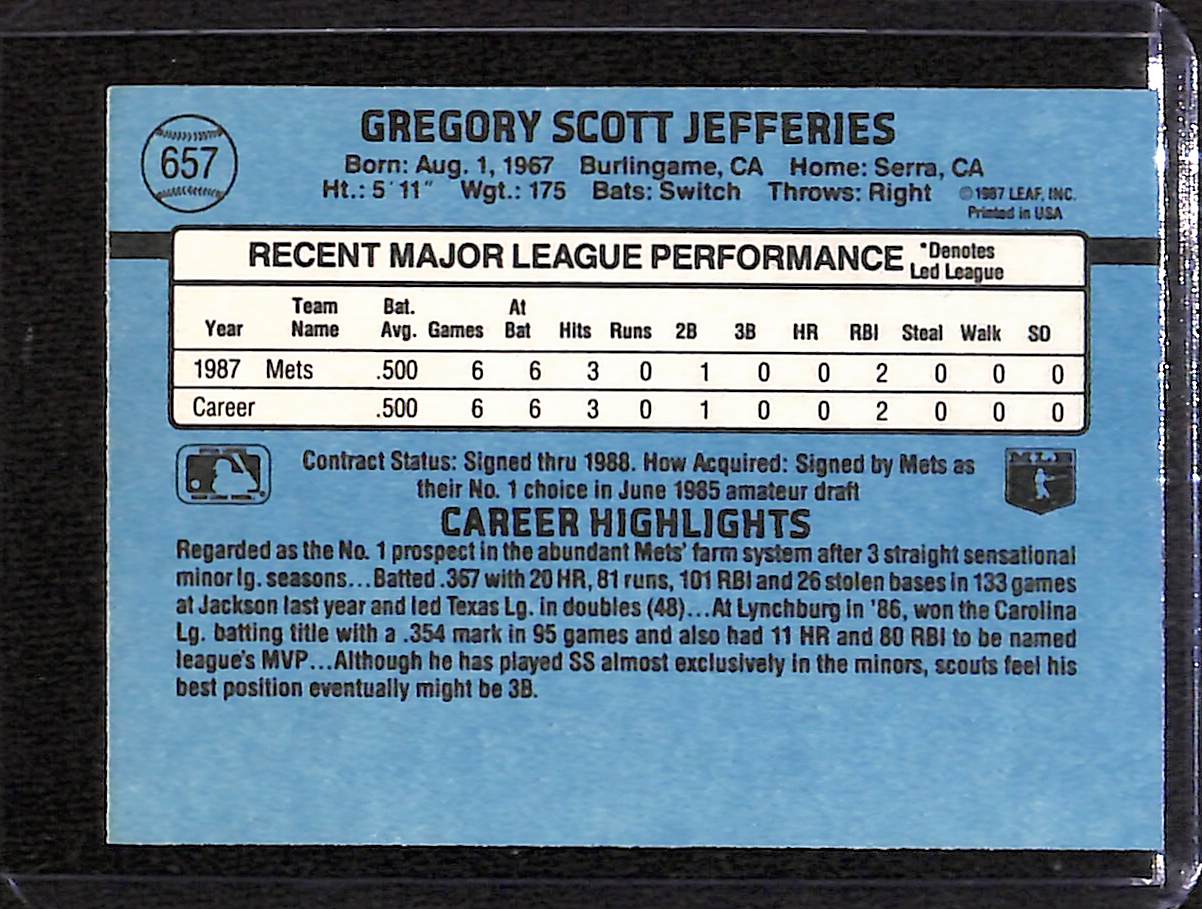 657
GREGORY SCOTT JEFFERIES
Born: Aug. 1, 1967 Burlingame, CA Home: Serra, CA
Ht.: 5'11" Wgt.: 175 Bats: Switch Throws: Right ©1987 LEAF, INC.
Printed in USA
RECENT MAJOR LEAGUE PERFORMANCE *Denotes
Led League
Team Bat. At
Year Name Avg. Games Bat Hits Runs 2B 3B HR RBI Steal Walk SO
1987 Mets .500 6 6 3 0 1 0 0 2 0 0 0
Career .500 6 6 3 0 1 0 0 2 0 0 0
Contract Status: Signed thru 1988. How Acquired: Signed by Mets as
their No. 1 choice in June 1985 amateur draft
CAREER HIGHLIGHTS
Regarded as the No. 1 prospect in the abundant Mets' farm system after 3 straight sensational
minor lg. seasons...Batted .367 with 20 HR, 81 runs, 101 RBI and 26 stolen bases in 133 games
at Jackson last year and led Texas Lg. in doubles (48)...At Lynchburg in '86, won the Carolina
Lg. batting title with a .354 mark in 95 games and also had 11 HR and 80 RBI to be named
league's MVP...Although he has played SS almost exclusively in the minors, scouts feel his
best position eventually might be 3B.